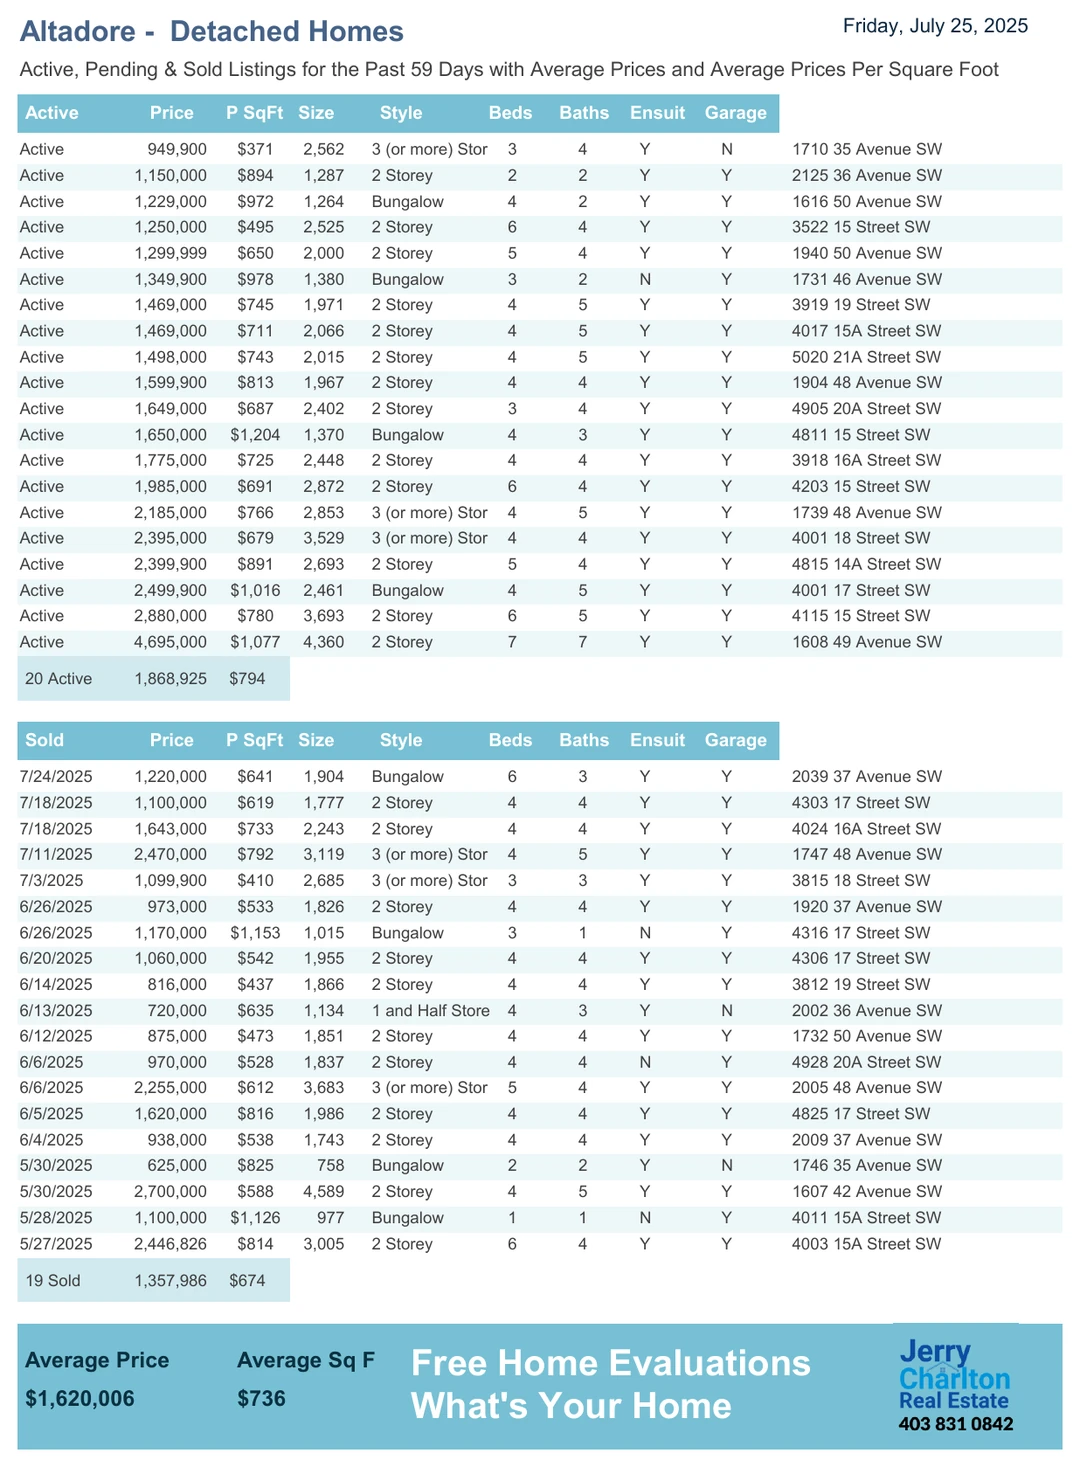 Altadore -  Detached Homes
Friday, July 25, 2025
Active, Pending & Sold Listings for the Past 59 Days with Average Prices and Average Prices Per Square Foot
Active Price P SqFt Size Style Beds Baths Ensuit Garage
Active 949,900 $371 2,562 3 (or more) Stor 3 4 Y N 1710 35 Avenue SW
Active 1,150,000 $894 1,287 2 Storey 2 2 Y Y 2125 36 Avenue SW
Active 1,229,000 $972 1,264 Bungalow 4 2 Y Y 1616 50 Avenue SW
Active 1,250,000 $495 2,525 2 Storey 6 4 Y Y 3522 15 Street SW
Active 1,299,999 $650 2,000 2 Storey 5 4 Y Y 1940 50 Avenue SW
Active 1,349,900 $978 1,380 Bungalow 3 2 N Y 1731 46 Avenue SW
Active 1,469,000 $745 1,971 2 Storey 4 5 Y Y 3919 19 Street SW
Active 1,469,000 $711 2,066 2 Storey 4 5 Y Y 4017 15A Street SW
Active 1,498,000 $743 2,015 2 Storey 4 5 Y Y 5020 21A Street SW
Active 1,599,900 $813 1,967 2 Storey 4 4 Y Y 1904 48 Avenue SW
Active 1,649,000 $687 2,402 2 Storey 3 4 Y Y 4905 20A Street SW
Active 1,650,000 $1,204 1,370 Bungalow 4 3 Y Y 4811 15 Street SW
Active 1,775,000 $725 2,448 2 Storey 4 4 Y Y 3918 16A Street SW
Active 1,985,000 $691 2,872 2 Storey 6 4 Y Y 4203 15 Street SW
Active 2,185,000 $766 2,853 3 (or more) Stor 4 5 Y Y 1739 48 Avenue SW
Active 2,395,000 $679 3,529 3 (or more) Stor 4 4 Y Y 4001 18 Street SW
Active 2,399,900 $891 2,693 2 Storey 5 4 Y Y 4815 14A Street SW
Active 2,499,900 $1,016 2,461 Bungalow 4 5 Y Y 4001 17 Street SW
Active 2,880,000 $780 3,693 2 Storey 6 5 Y Y 4115 15 Street SW
Active 4,695,000 $1,077 4,360 2 Storey 7 7 Y Y 1608 49 Avenue SW
20 Active 1,868,925 $794
Sold Price P SqFt Size Style Beds Baths Ensuit Garage
7/24/2025 1,220,000 $641 1,904 Bungalow 6 3 Y Y 2039 37 Avenue SW
7/18/2025 1,100,000 $619 1,777 2 Storey 4 4 Y Y 4303 17 Street SW
7/18/2025 1,643,000 $733 2,243 2 Storey 4 4 Y Y 4024 16A Street SW
7/11/2025 2,470,000 $792 3,119 3 (or more) Stor 4 5 Y Y 1747 48 Avenue SW
7/3/2025 1,099,900 $410 2,685 3 (or more) Stor 3 3 Y Y 3815 18 Street SW
6/26/2025 973,000 $533 1,826 2 Storey 4 4 Y Y 1920 37 Avenue SW
6/26/2025 1,170,000 $1,153 1,015 Bungalow 3 1 N Y 4316 17 Street SW
6/20/2025 1,060,000 $542 1,955 2 Storey 4 4 Y Y 4306 17 Street SW
6/14/2025 816,000 $437 1,866 2 Storey 4 4 Y Y 3812 19 Street SW
6/13/2025 720,000 $635 1,134 1 and Half Store 4 3 Y N 2002 36 Avenue SW
6/12/2025 875,000 $473 1,851 2 Storey 4 4 Y Y 1732 50 Avenue SW
6/6/2025 970,000 $528 1,837 2 Storey 4 4 N Y 4928 20A Street SW
6/6/2025 2,255,000 $612 3,683 3 (or more) Stor 5 4 Y Y 2005 48 Avenue SW
6/5/2025 1,620,000 $816 1,986 2 Storey 4 4 Y Y 4825 17 Street SW
6/4/2025 938,000 $538 1,743 2 Storey 4 4 Y Y 2009 37 Avenue SW
5/30/2025 625,000 $825 758 Bungalow 2 2 Y N 1746 35 Avenue SW
5/30/2025 2,700,000 $588 4,589 2 Storey 4 5 Y Y 1607 42 Avenue SW
5/28/2025 1,100,000 $1,126 977 Bungalow 1 1 N Y 4011 15A Street SW
5/27/2025 2,446,826 $814 3,005 2 Storey 6 4 Y Y 4003 15A Street SW
19 Sold 1,357,986 $674
Average Price Average Sq F
$1,620,006 $736
Free Home Evaluations
What's Your Home
Jerry
Charlton
Real Estate
403 831 0842